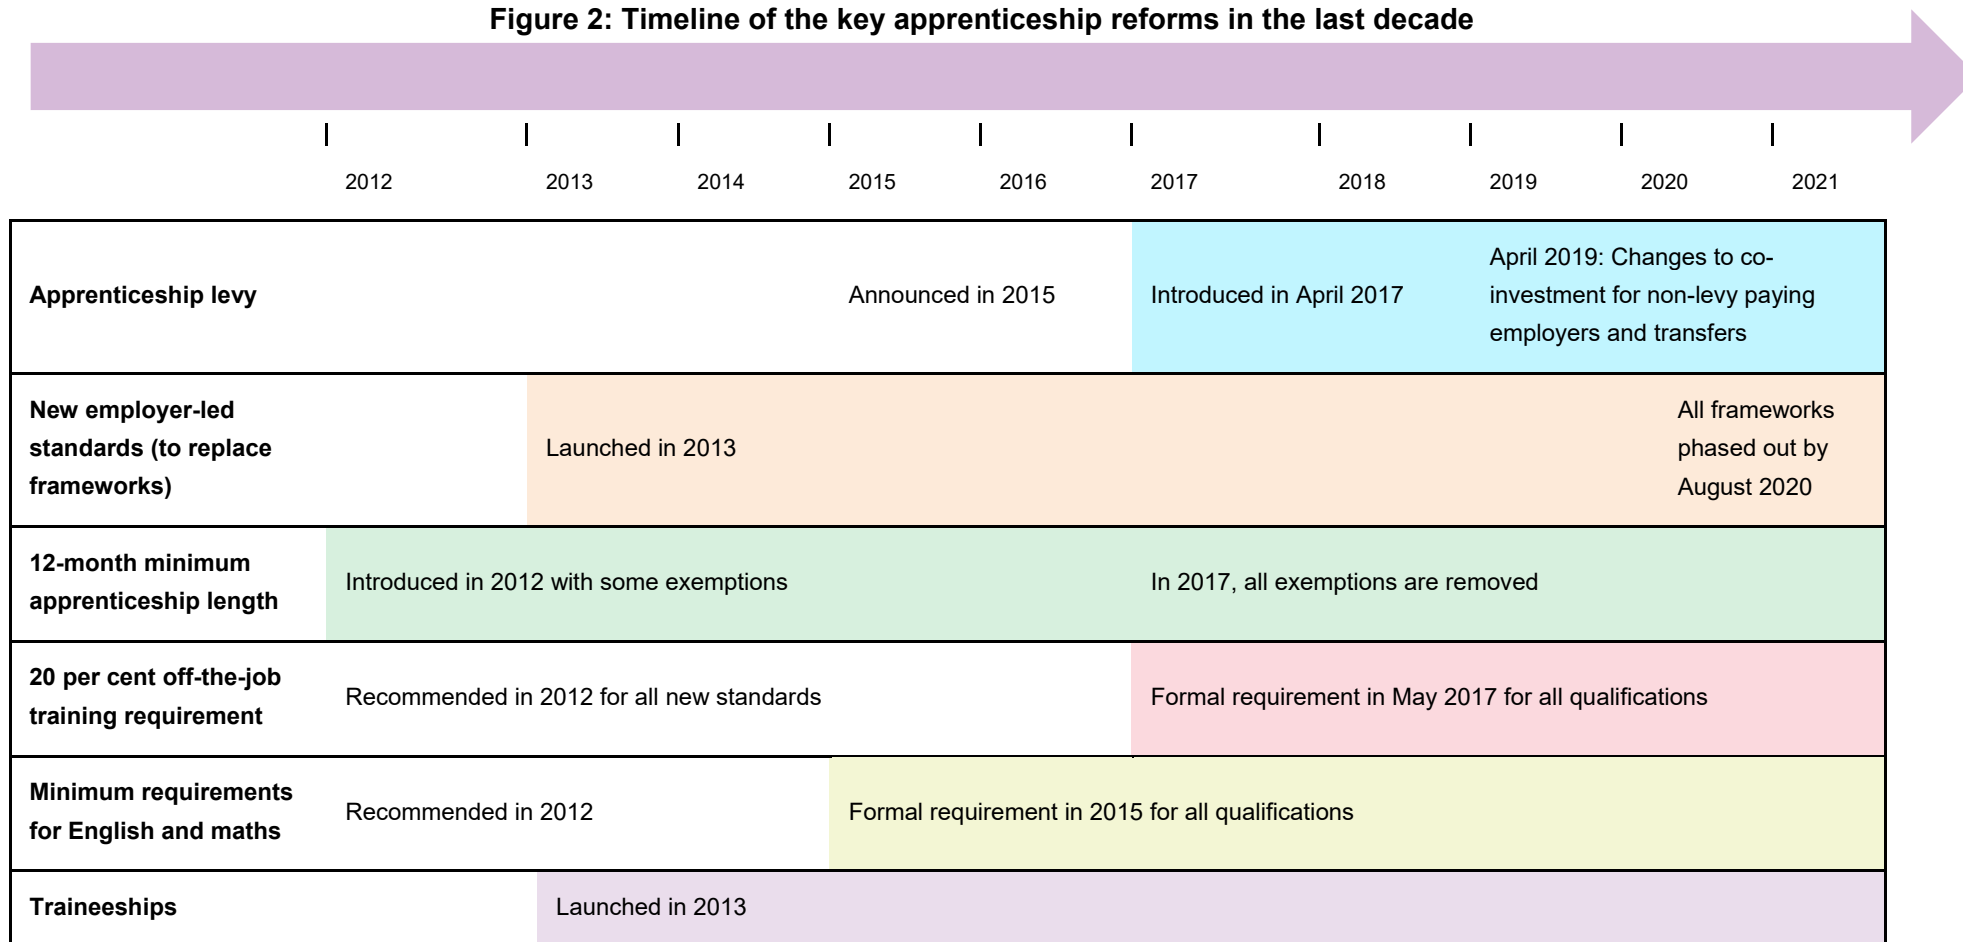 Figure 2: Timeline of the key apprenticeship reforms in the last decade
2012 2013 2014 2015 2016 2017 2018 2019 2020 2021
Apprenticeship levy
Announced in 2015
Introduced in April 2017
April 2019: Changes to co-
investment for non-levy paying
employers and transfers
New employer-led
standards (to replace
frameworks)
Launched in 2013
All frameworks
phased out by
August 2020
12-month minimum
apprenticeship length
Introduced in 2012 with some exemptions
In 2017, all exemptions are removed
20 per cent off-the-job
training requirement
Recommended in 2012 for all new standards
Formal requirement in May 2017 for all qualifications
Minimum requirements
for English and maths
Recommended in 2012
Formal requirement in 2015 for all qualifications
Traineeships
Launched in 2013